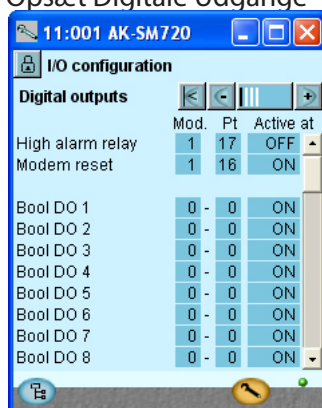 Opsæt Digitale Udgange
11:001 AK-SM720
I/O configuration
Digital outputs
Mod. Pt Active at
High alarm relay 1 17 OFF
Modem reset 1 16 ON
Bool DO 1 0 - 0 ON
Bool DO 2 0 - 0 ON
Bool DO 3 0 - 0 ON
Bool DO 4 0 - 0 ON
Bool DO 5 0 - 0 ON
Bool DO 6 0 - 0 ON
Bool DO 7 0 - 0 ON
Bool DO 8 0 - 0 ON